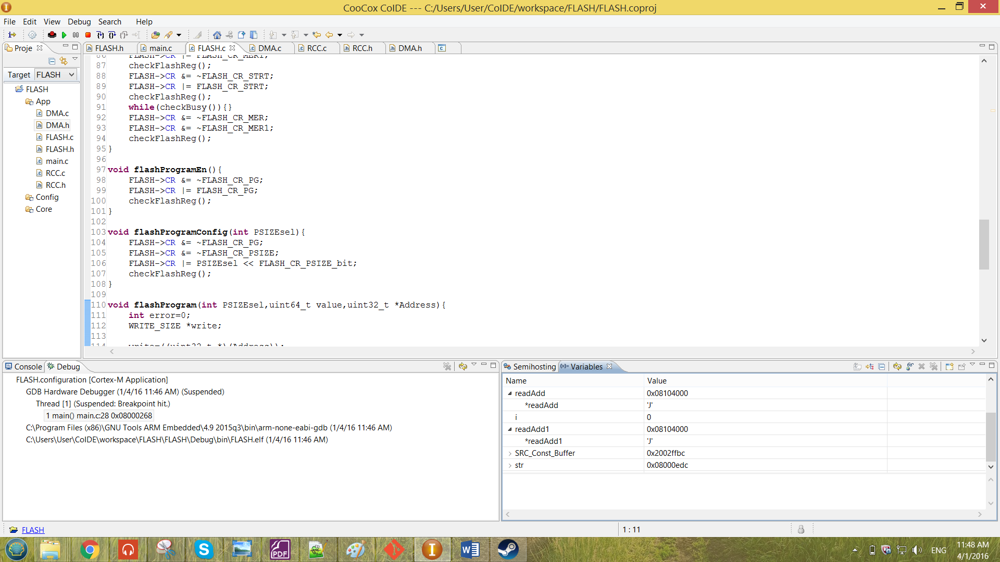 CooCox CoIDE --- C:/Users/User/CoIDE/workspace/FLASH/FLASH.coproj
File Edit View Debug Search Help
Proje
FLASH.h main.c FLASH.c DMA.c RCC.c RCC.h DMA.h
Target FLASH
FLASH
App
DMA.c
DMA.h
FLASH.c
FLASH.h
main.c
RCC.c
RCC.h
Config
Core
86 FLASH->CR |= FLASH_CR_MER1;
87 checkFlashReg();
88 FLASH->CR &= ~FLASH_CR_STRT;
89 FLASH->CR |= FLASH_CR_STRT;
90 checkFlashReg();
91 while(checkBusy()){}
92 FLASH->CR &= ~FLASH_CR_MER;
93 FLASH->CR &= ~FLASH_CR_MER1;
94 checkFlashReg();
95 }
96
97 void flashProgramEn(){
98 FLASH->CR &= ~FLASH_CR_PG;
99 FLASH->CR |= FLASH_CR_PG;
100 checkFlashReg();
101 }
102
103 void flashProgramConfig(int PSIZEsel){
104 FLASH->CR &= ~FLASH_CR_PG;
105 FLASH->CR &= ~FLASH_CR_PSIZE;
106 FLASH->CR |= PSIZEsel << FLASH_CR_PSIZE_bit;
107 checkFlashReg();
108 }
109
110 void flashProgram(int PSIZEsel,uint64_t value,uint32_t *Address){
111 int error=0;
112 WRITE_SIZE *write;
113
114 write=((uint32_t *)(Address));
Console Debug
FLASH.configuration [Cortex-M Application]
GDB Hardware Debugger (1/4/16 11:46 AM) (Suspended)
Thread [1] (Suspended: Breakpoint hit.)
1 main() main.c:28 0x08000268
C:\Program Files (x86)\GNU Tools ARM Embedded\4.9 2015q3\bin\arm-none-eabi-gdb (1/4/16 11:46 AM)
C:\Users\User\CoIDE\workspace\FLASH\FLASH\Debug\bin\FLASH.elf (1/4/16 11:46 AM)
Semihosting (x)= Variables
Name Value
readAdd 0x08104000
*readAdd 'J'
i 0
readAdd1 0x08104000
*readAdd1 'J'
SRC_Const_Buffer 0x2002ffbc
str 0x08000edc
FLASH
1 : 11
PDF
ENG
11:48 AM
4/1/2016